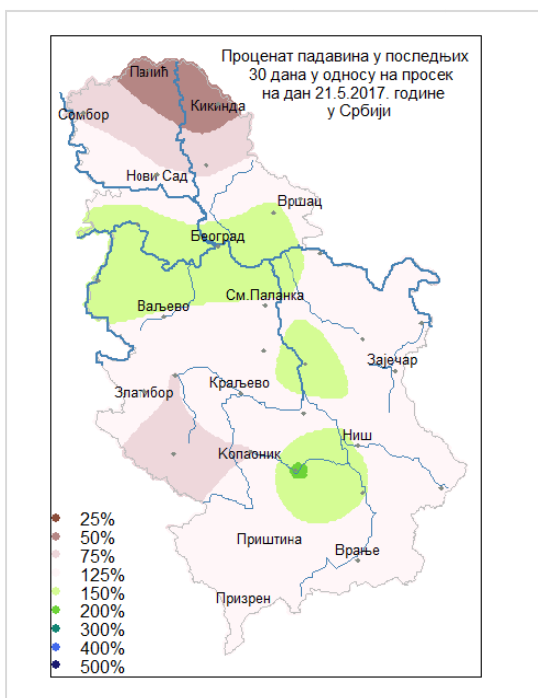 Проценат падавина у последњих
30 дана у односу на просек
на дан 21.5.2017. године
у Србији
Палић
Кикинда
Сомбор
Нови Сад
Вршац
Београд
См.Паланка
Ваљево
Зајечар
Златибор
Краљево
Ниш
Копаоник
Приштина
Врање
Призрен
25%
50%
75%
125%
150%
200%
300%
400%
500%